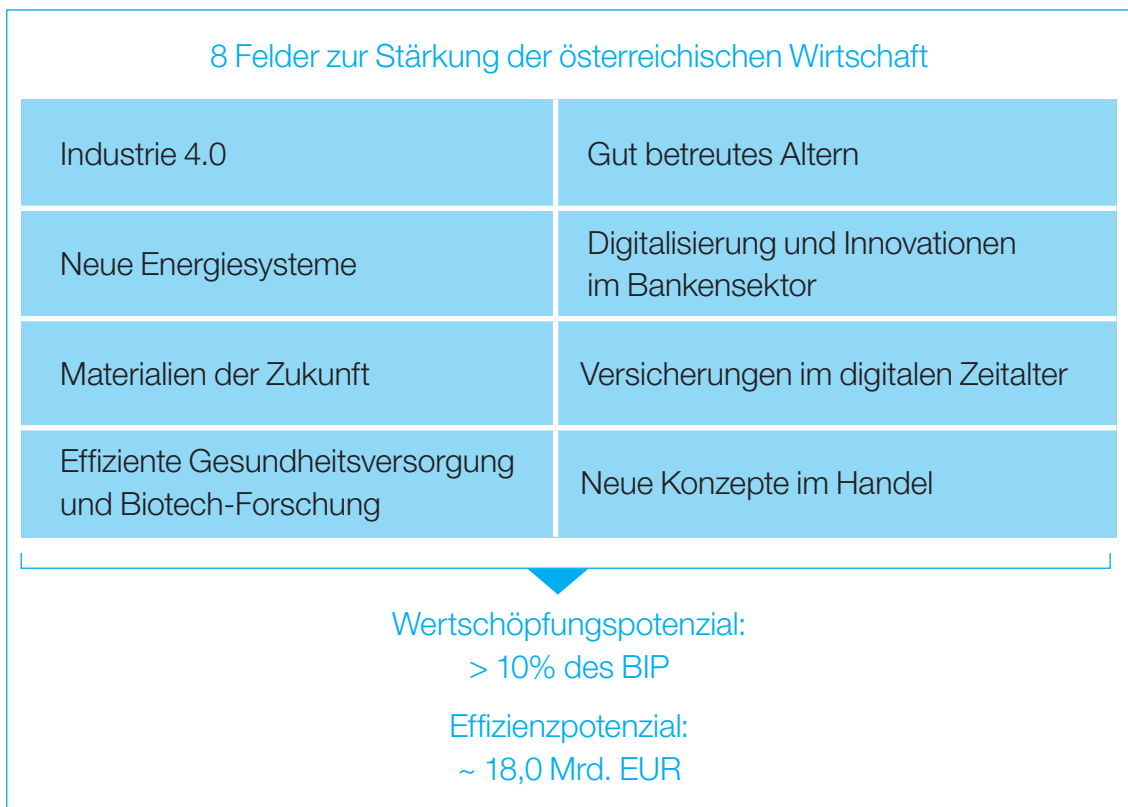 8 Felder zur Stärkung der österreichischen Wirtschaft
Industrie 4.0
Gut betreutes Altern
Neue Energiesysteme
Digitalisierung und Innovationen
im Bankensektor
Materialien der Zukunft
Versicherungen im digitalen Zeitalter
Effiziente Gesundheitsversorgung
und Biotech-Forschung
Neue Konzepte im Handel
Wertschöpfungspotenzial:
> 10% des BIP
Effizienzpotenzial:
~ 18,0 Mrd. EUR